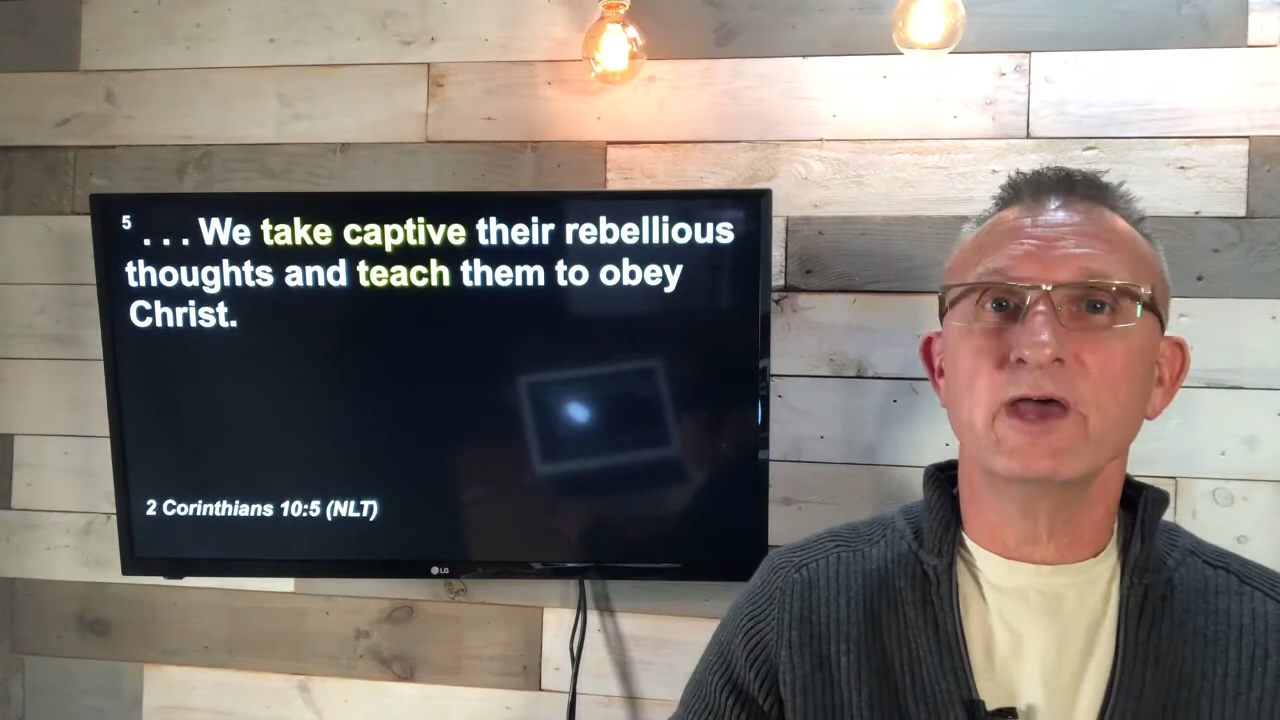 5 . . . We take captive their rebellious
thoughts and teach them to obey
Christ.
2 Corinthians 10:5 (NLT)
LG